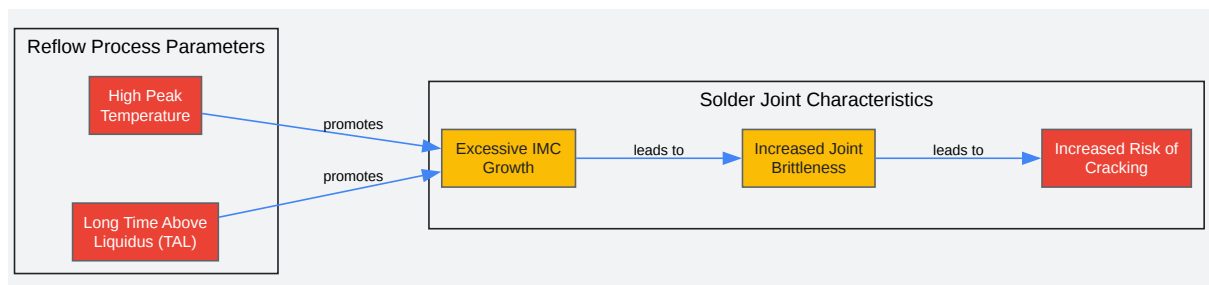 Reflow Process Parameters
High Peak
Temperature
Long Time Above
Liquidus (TAL)
promotes
promotes
Solder Joint Characteristics
Excessive IMC
Growth
leads to
Increased Joint
Brittleness
leads to
Increased Risk of
Cracking